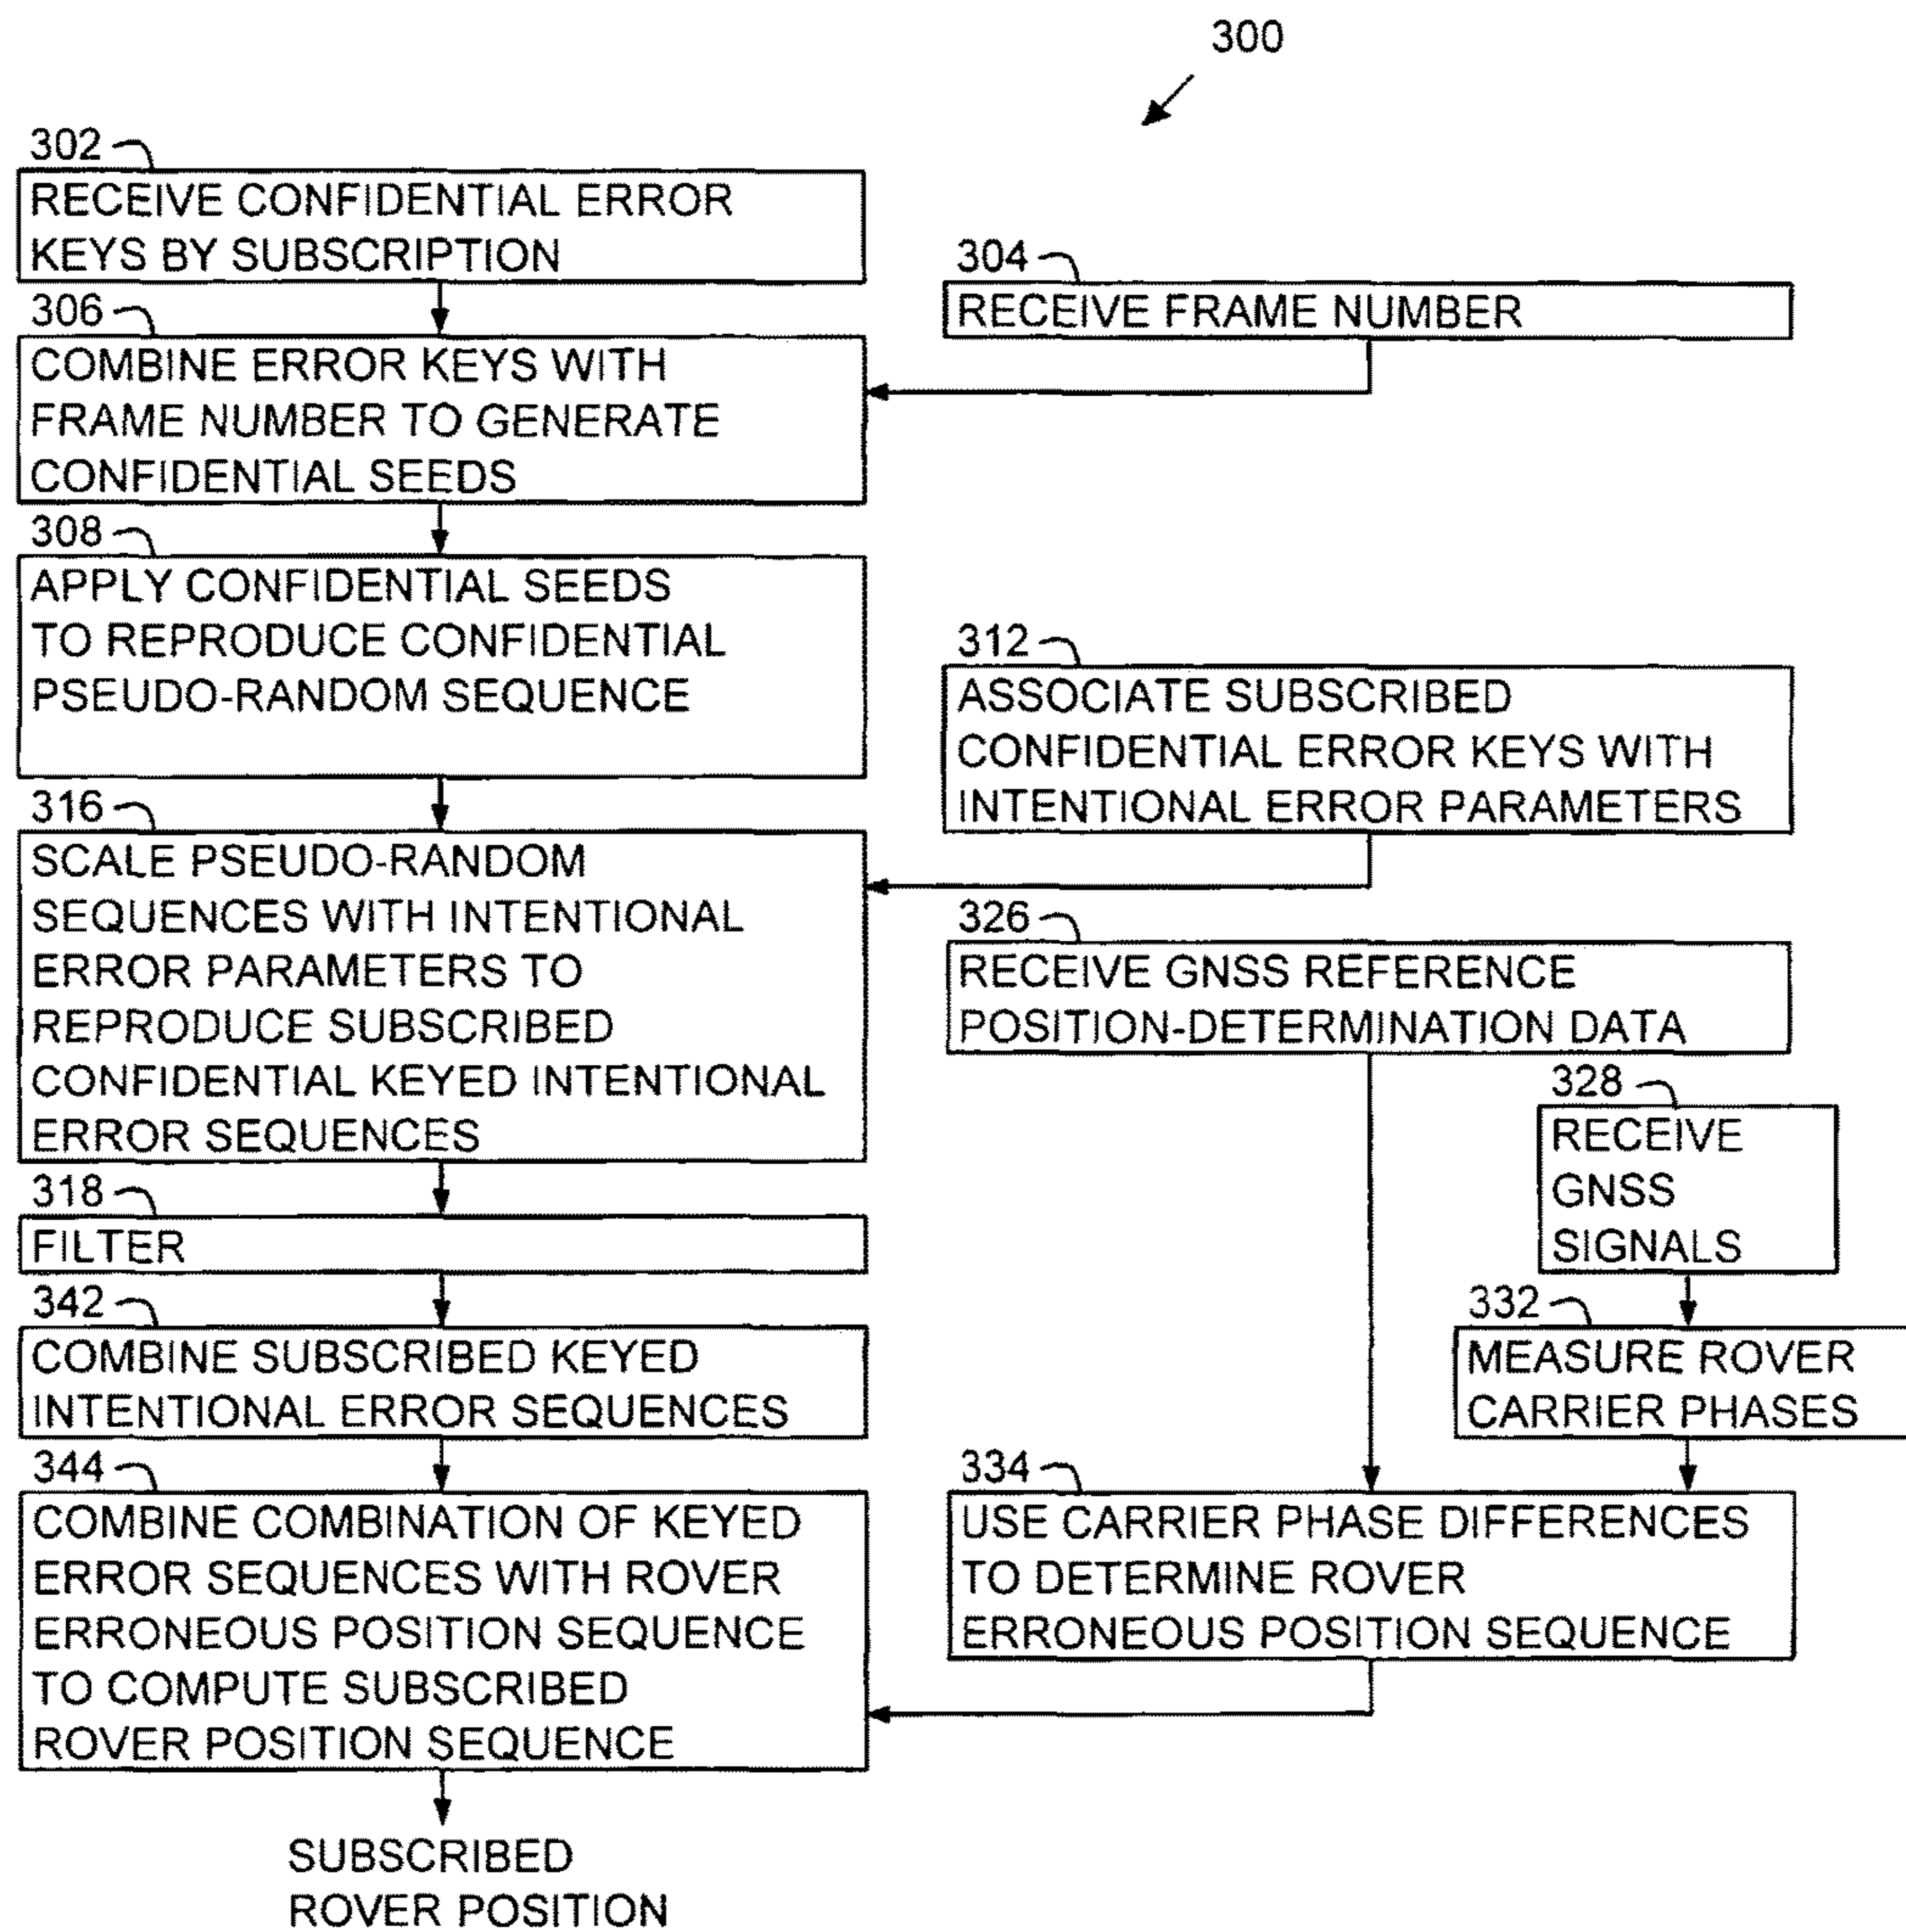 300
302
RECEIVE CONFIDENTIAL ERROR
KEYS BY SUBSCRIPTION
304
RECEIVE FRAME NUMBER
306
COMBINE ERROR KEYS WITH
FRAME NUMBER TO GENERATE
CONFIDENTIAL SEEDS
308
APPLY CONFIDENTIAL SEEDS
TO REPRODUCE CONFIDENTIAL
PSEUDO-RANDOM SEQUENCE
312
ASSOCIATE SUBSCRIBED
CONFIDENTIAL ERROR KEYS WITH
INTENTIONAL ERROR PARAMETERS
316
SCALE PSEUDO-RANDOM
SEQUENCES WITH INTENTIONAL
ERROR PARAMETERS TO
REPRODUCE SUBSCRIBED
CONFIDENTIAL KEYED INTENTIONAL
ERROR SEQUENCES
326
RECEIVE GNSS REFERENCE
POSITION-DETERMINATION DATA
328
RECEIVE
GNSS
SIGNALS
318
FILTER
332
MEASURE ROVER
CARRIER PHASES
342
COMBINE SUBSCRIBED KEYED
INTENTIONAL ERROR SEQUENCES
334
USE CARRIER PHASE DIFFERENCES
TO DETERMINE ROVER
ERRONEOUS POSITION SEQUENCE
344
COMBINE COMBINATION OF KEYED
ERROR SEQUENCES WITH ROVER
ERRONEOUS POSITION SEQUENCE
TO COMPUTE SUBSCRIBED
ROVER POSITION SEQUENCE
SUBSCRIBED
ROVER POSITION